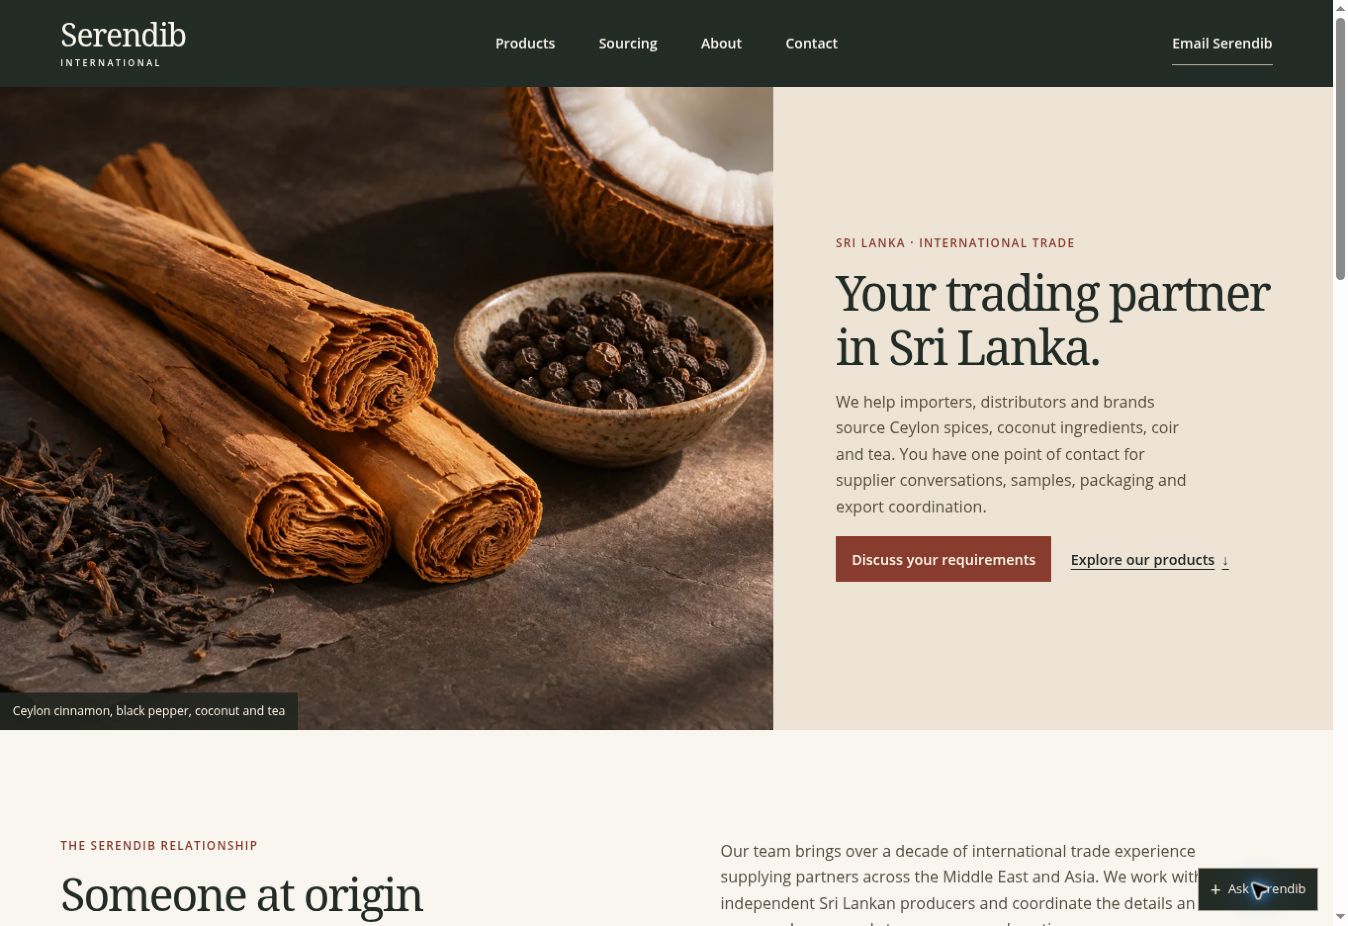 Serendib
INTERNATIONAL
Products
Sourcing
About
Contact
Email Serendib
SRI LANKA · INTERNATIONAL TRADE
Your trading partner
in Sri Lanka.
We help importers, distributors and brands
source Ceylon spices, coconut ingredients, coir
and tea. You have one point of contact for
supplier conversations, samples, packaging and
export coordination.
Discuss your requirements
Explore our products ↓
Ceylon cinnamon, black pepper, coconut and tea
THE SERENDIB RELATIONSHIP
Someone at origin
Our team brings over a decade of international trade experience
supplying partners across the Middle East and Asia. We work with
independent Sri Lankan producers and coordinate the details
+ Ask